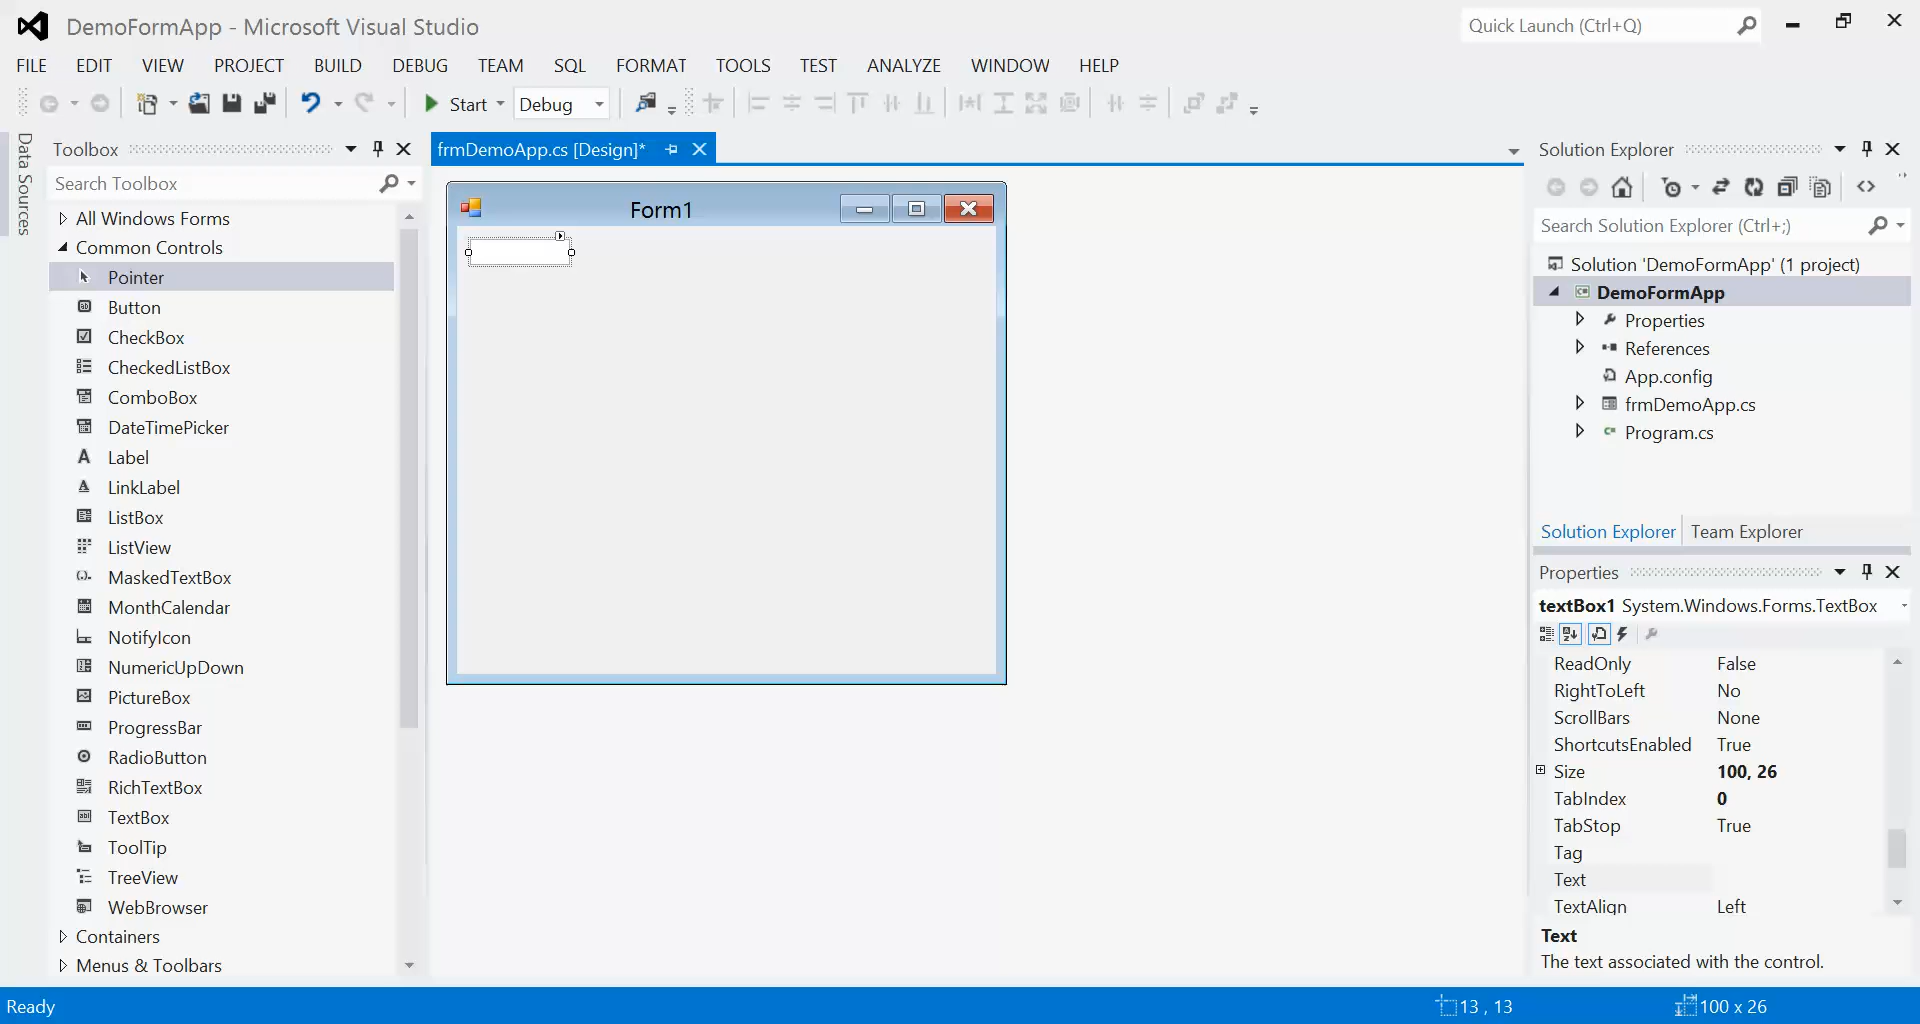 DemoFormApp - Microsoft Visual Studio
Quick Launch (Ctrl+Q)
FILE EDIT VIEW PROJECT BUILD DEBUG TEAM SQL FORMAT TOOLS TEST ANALYZE WINDOW HELP
Start Debug
Data Sources
Toolbox
Search Toolbox
All Windows Forms
Common Controls
Pointer
Button
CheckBox
CheckedListBox
ComboBox
DateTimePicker
Label
LinkLabel
ListBox
ListView
MaskedTextBox
MonthCalendar
NotifyIcon
NumericUpDown
PictureBox
ProgressBar
RadioButton
RichTextBox
TextBox
ToolTip
TreeView
WebBrowser
Containers
Menus & Toolbars
frmDemoApp.cs [Design]*
Form1
Solution Explorer
Search Solution Explorer (Ctrl+;)
Solution 'DemoFormApp' (1 project)
DemoFormApp
Properties
References
App.config
frmDemoApp.cs
Program.cs
Solution Explorer Team Explorer
Properties
textBox1 System.Windows.Forms.TextBox
ReadOnly False
RightToLeft No
ScrollBars None
ShortcutsEnabled True
Size 100, 26
TabIndex 0
TabStop True
Tag
Text
TextAlign Left
Text
The text associated with the control.
Ready 13 , 13 100 x 26